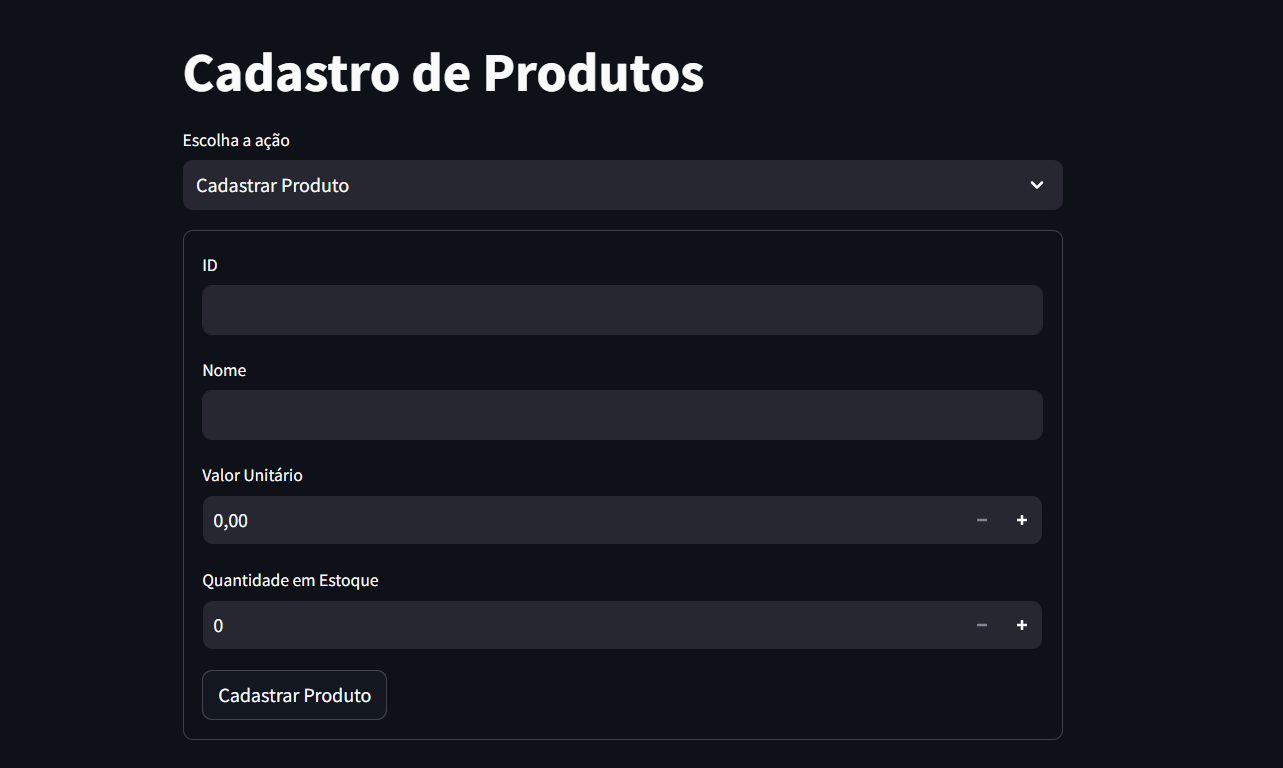 Cadastro de Produtos
Escolha a ação
Cadastrar Produto
ID
Nome
Valor Unitário
0,00
Quantidade em Estoque
0
Cadastrar Produto